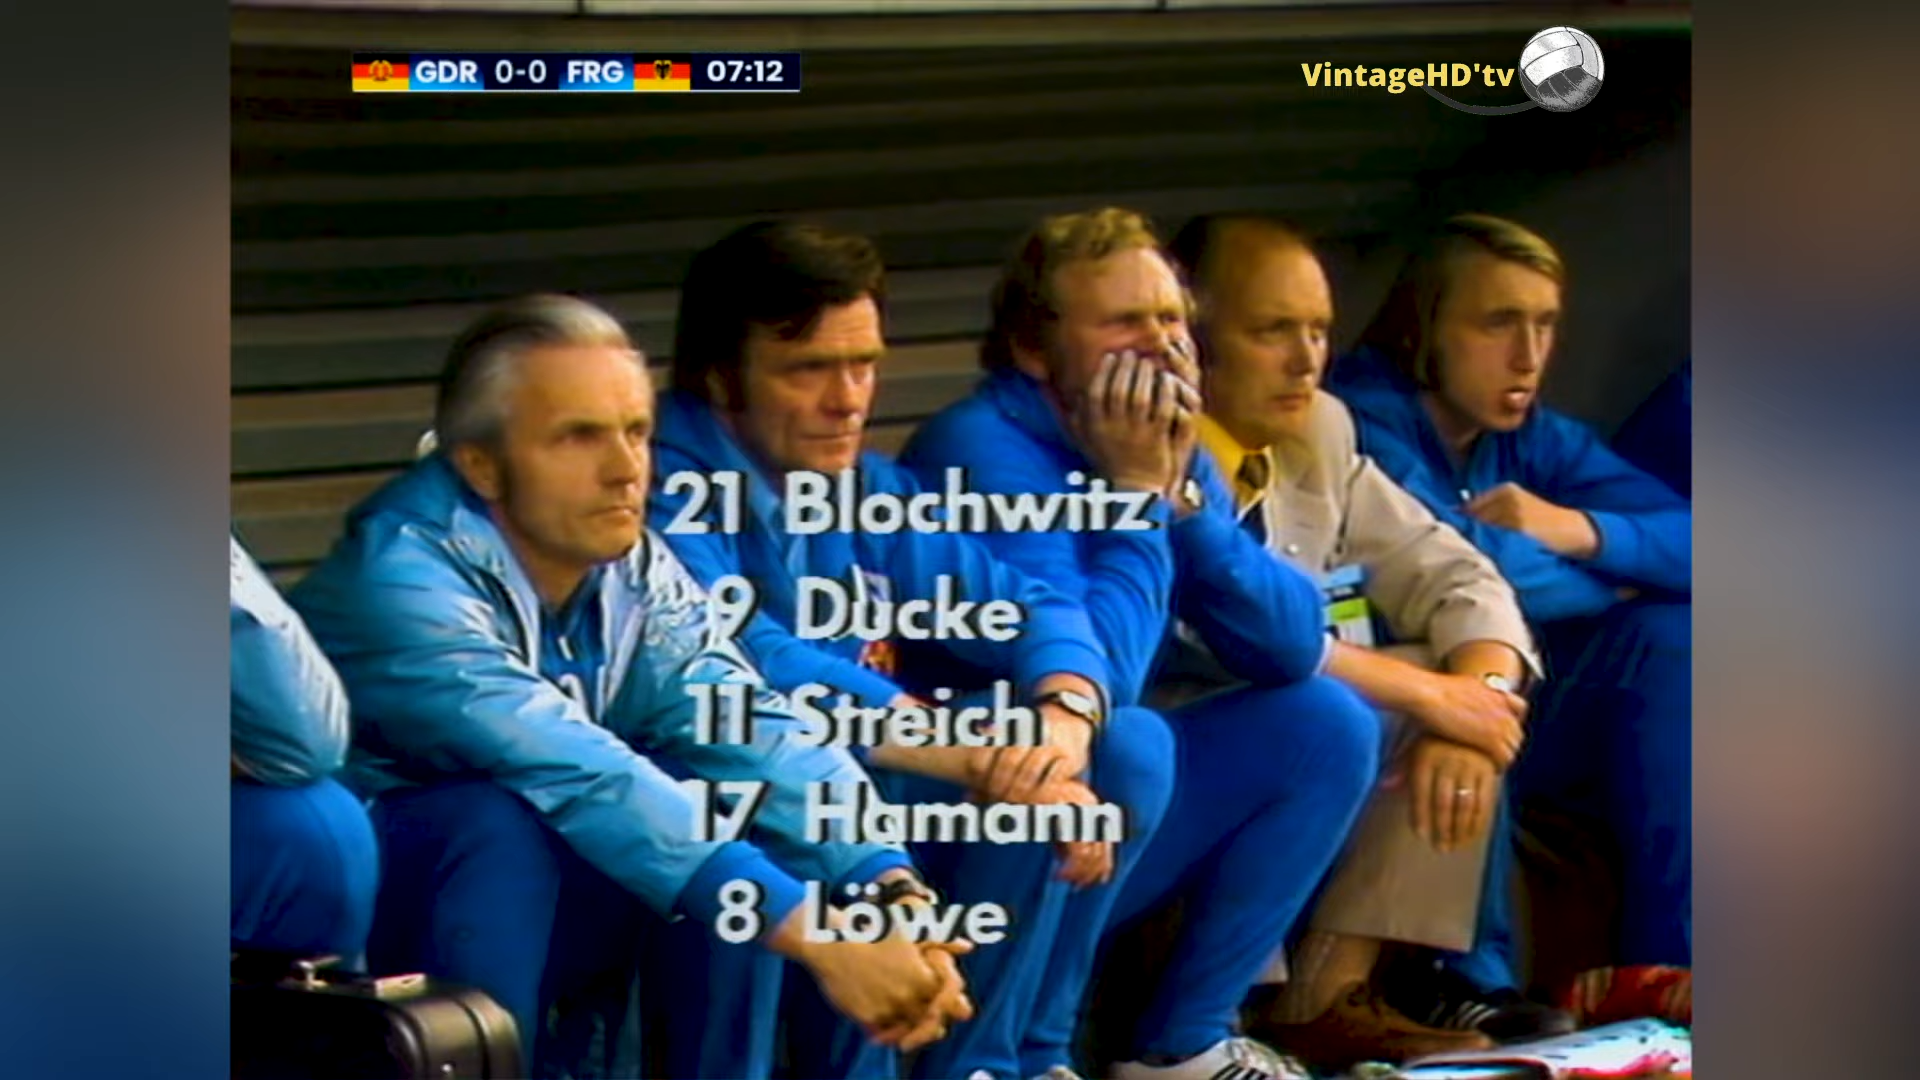 GDR 0-0 FRG 07:12
VintageHD'tv
21 Blochwitz
9 Ducke
11 Streich
17 Hamann
8 Löwe